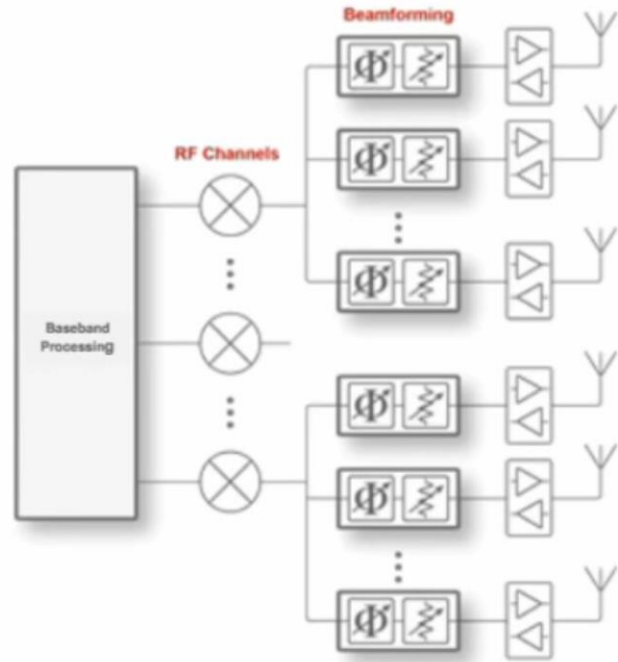 Beamforming
RF Channels
Baseband
Processing
Φ
Φ
Φ
Φ
Φ
Φ